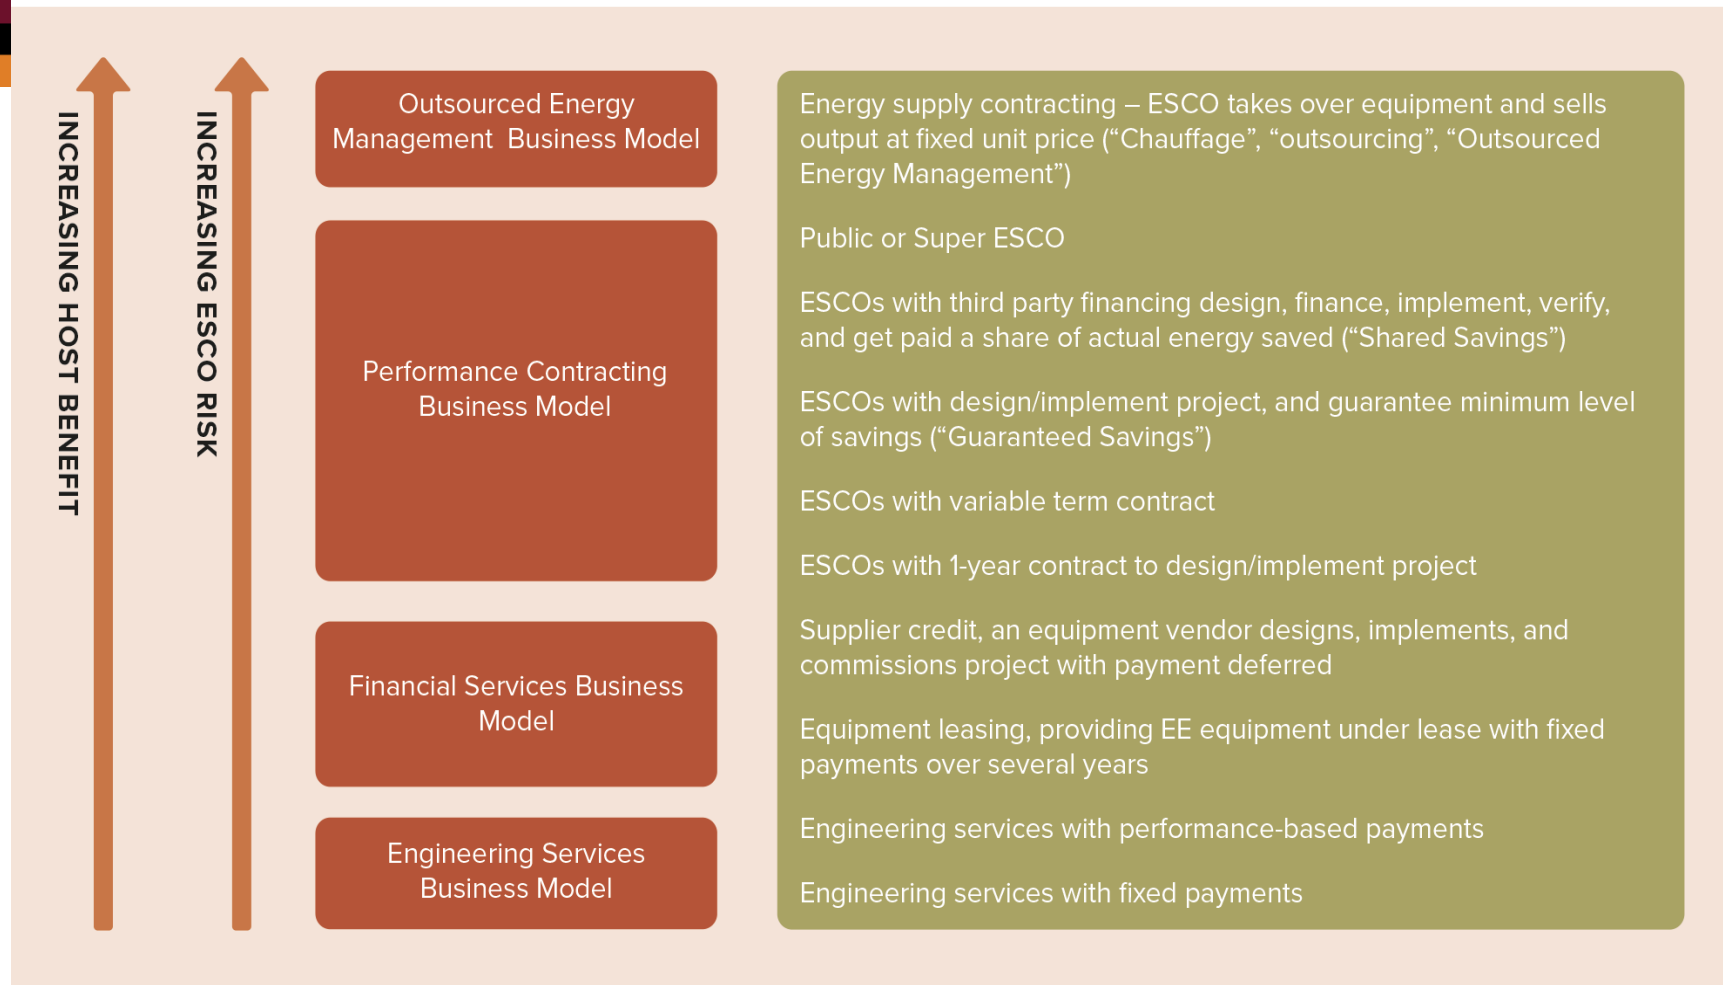 INCREASING HOST BENEFIT
INCREASING ESCO RISK
Outsourced Energy
Management  Business Model
Performance Contracting
Business Model
Financial Services Business
Model
Engineering Services
Business Model
Energy supply contracting – ESCO takes over equipment and sells
output at fixed unit price (“Chauffage”, “outsourcing”, “Outsourced
Energy Management”)
Public or Super ESCO
ESCOs with third party financing design, finance, implement, verify,
and get paid a share of actual energy saved (“Shared Savings”)
ESCOs with design/implement project, and guarantee minimum level
of savings (“Guaranteed Savings”)
ESCOs with variable term contract
ESCOs with 1-year contract to design/implement project
Supplier credit, an equipment vendor designs, implements, and
commissions project with payment deferred
Equipment leasing, providing EE equipment under lease with fixed
payments over several years
Engineering services with performance-based payments
Engineering services with fixed payments